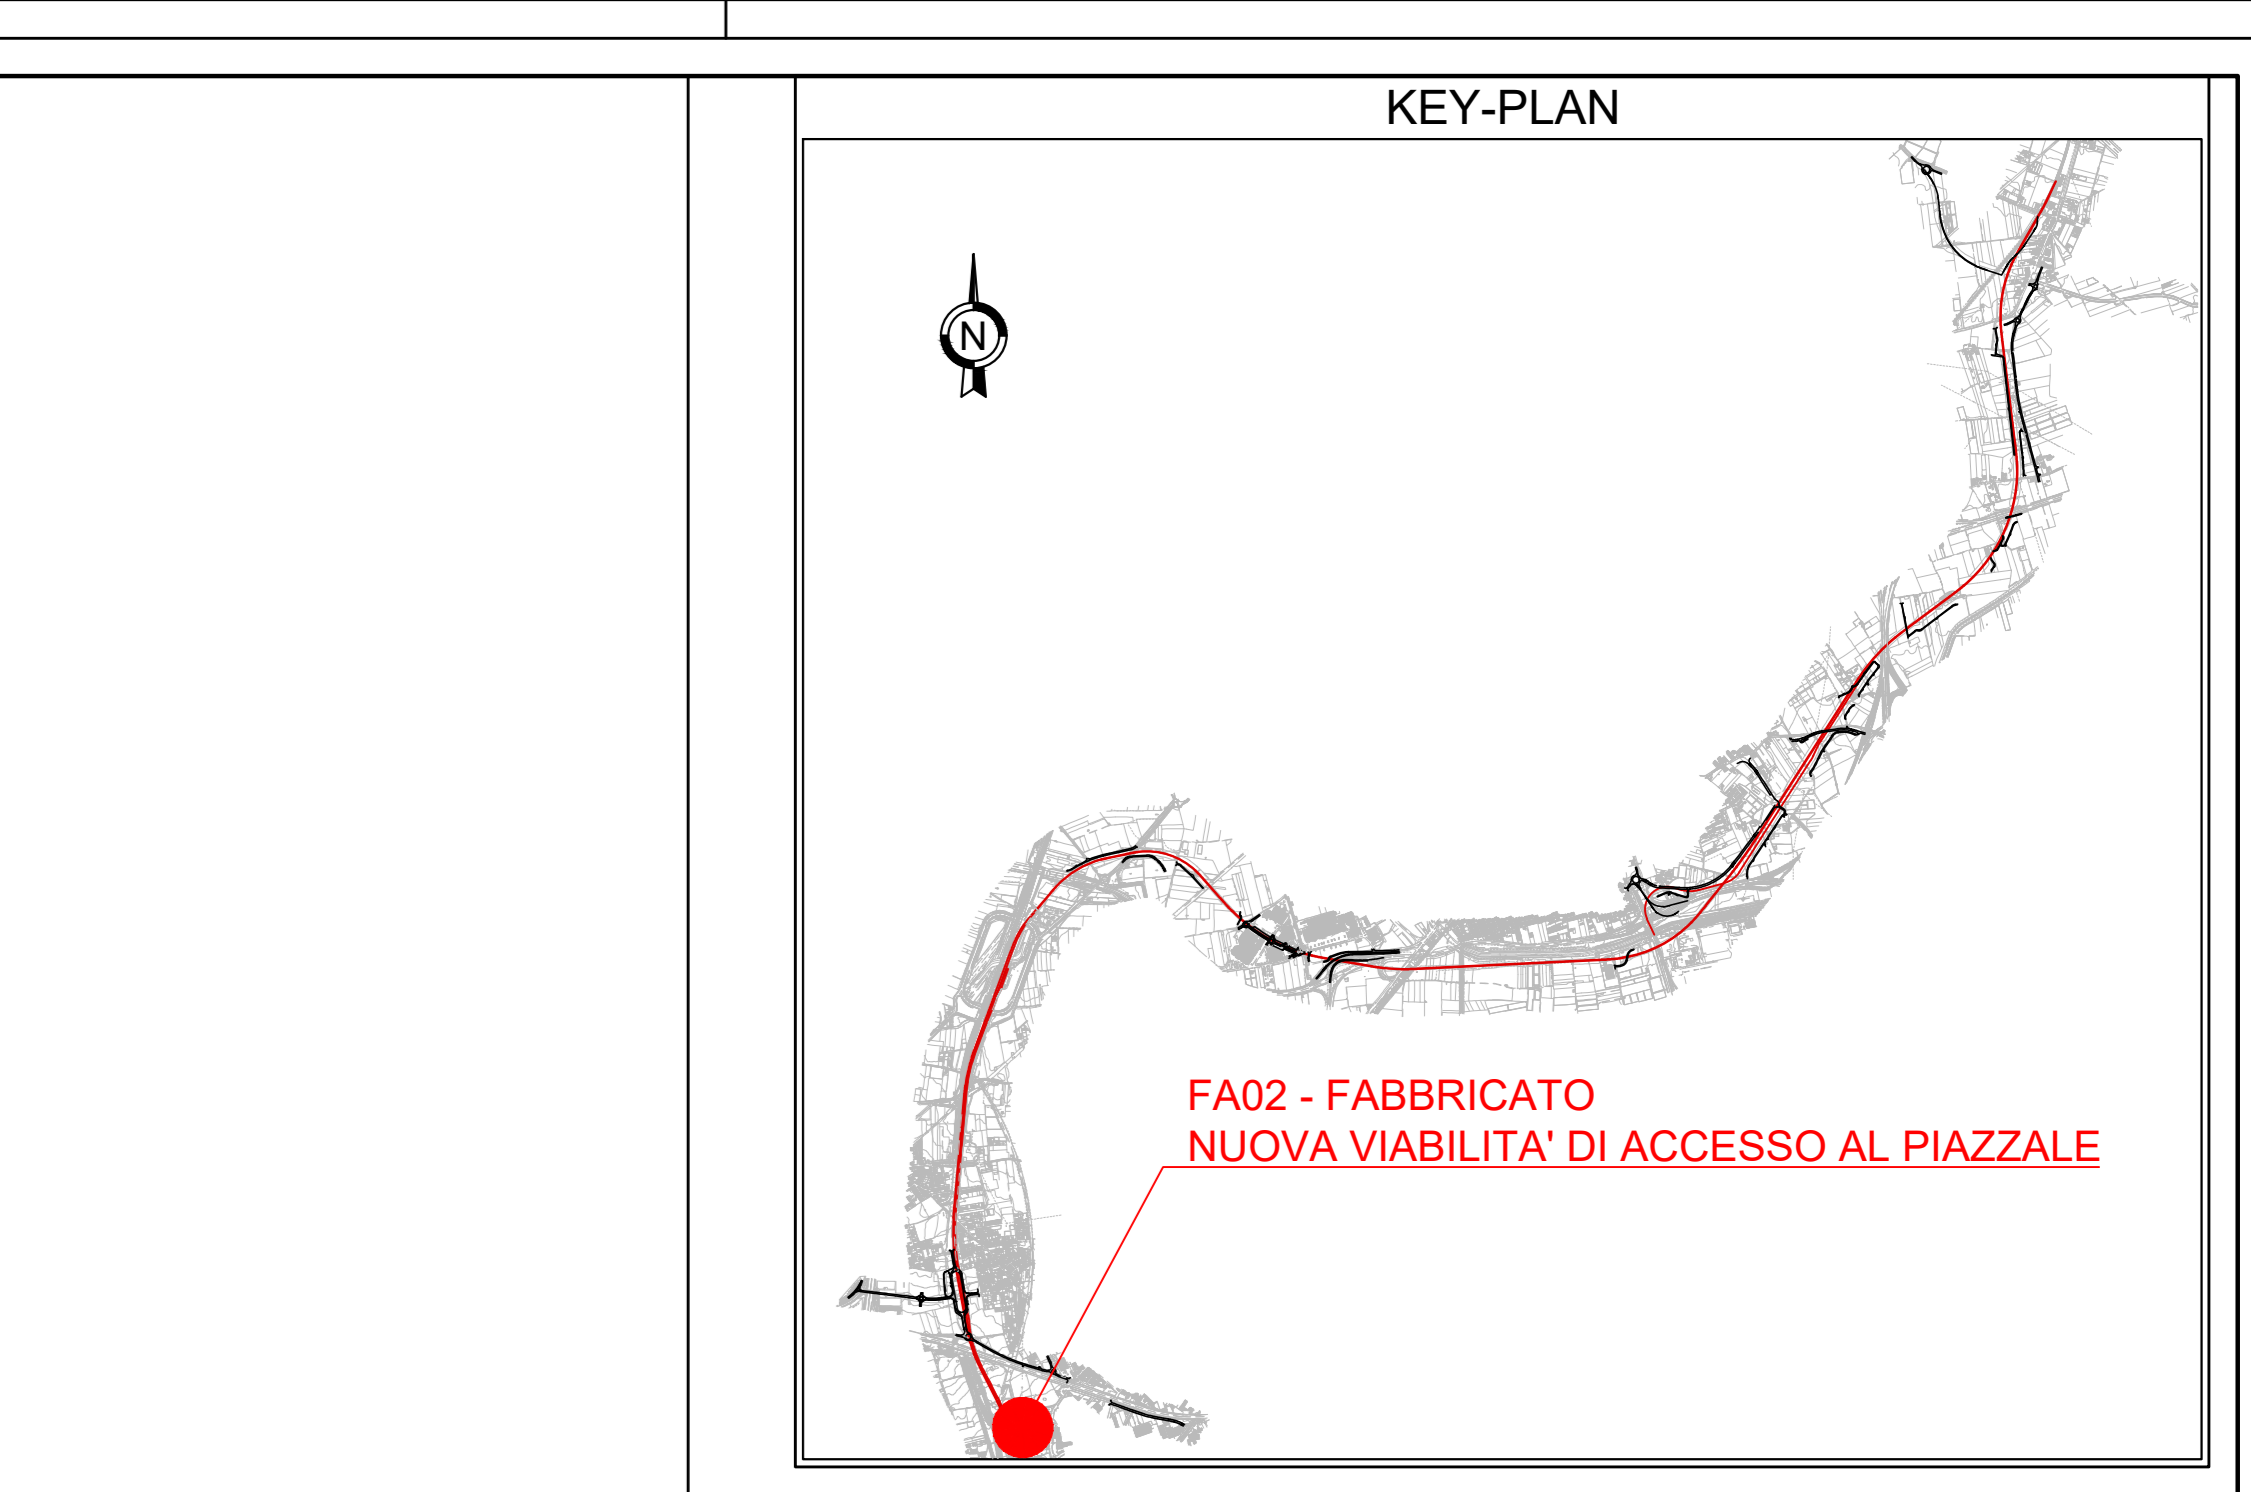 KEY-PLAN
N
FA02 - FABBRICATO
NUOVA VIABILITA' DI ACCESSO AL PIAZZALE